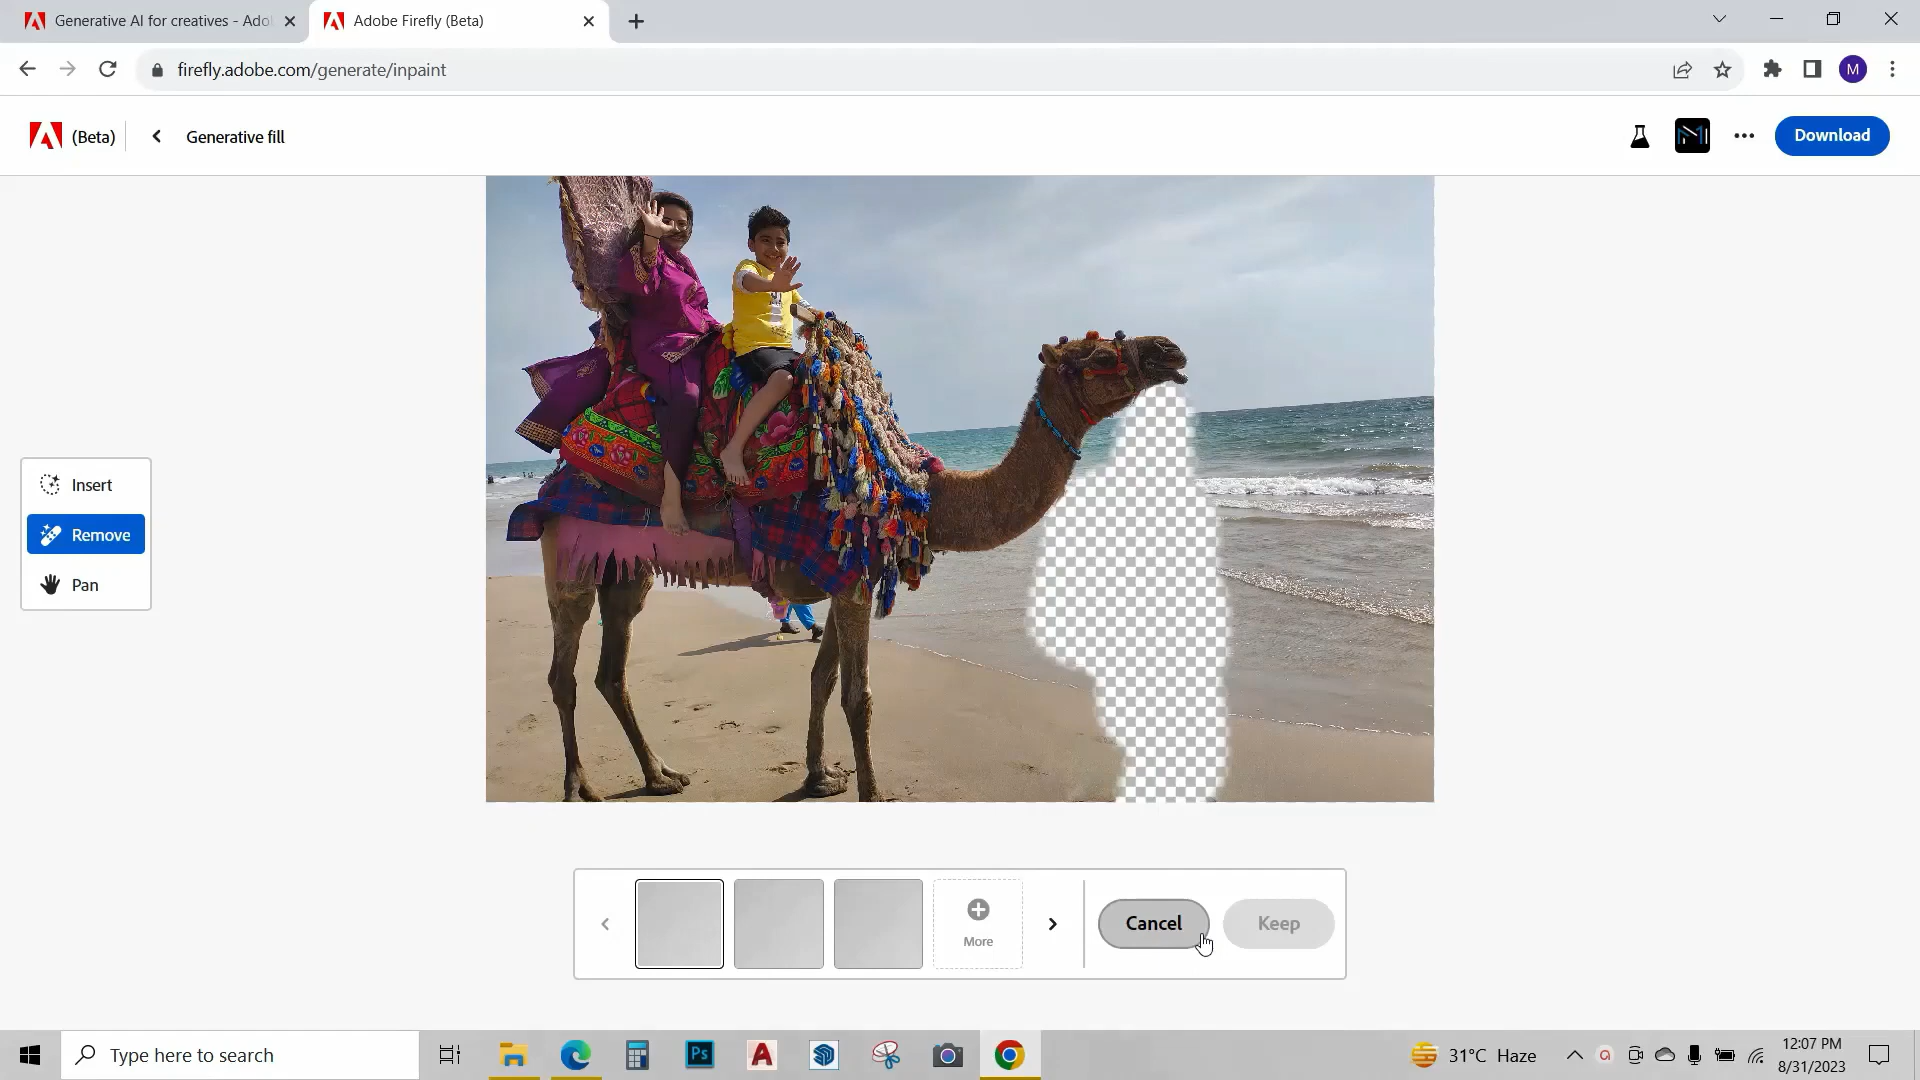 Generative AI for creatives - Ado
Adobe Firefly (Beta)
firefly.adobe.com/generate/inpaint
M
(Beta)
Generative fill
Download
Insert
Remove
Pan
More
Cancel
Keep
Type here to search
Ps
31°C Haze
12:07 PM
8/31/2023